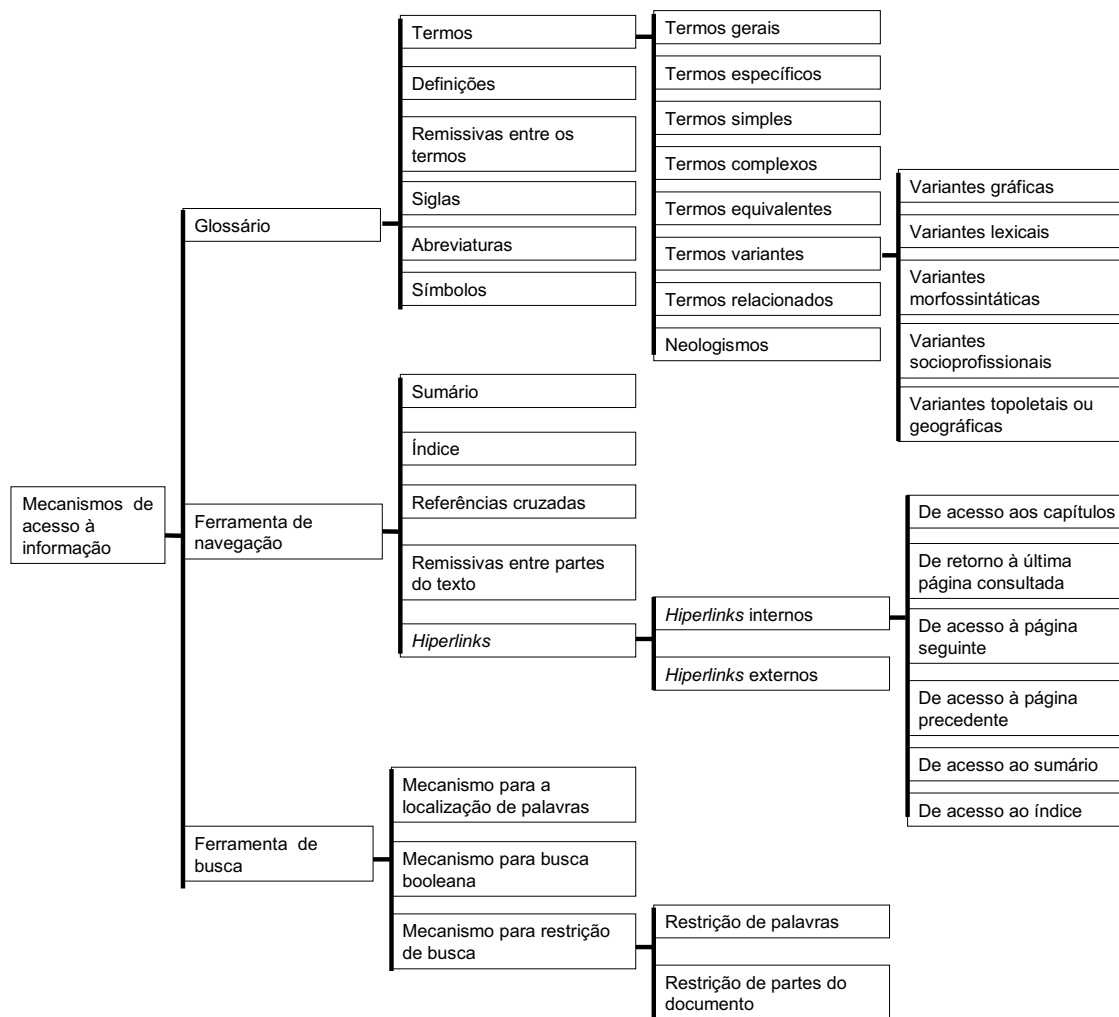 Mecanismos de
acesso à
informação
Glossário
Termos
Termos gerais
Termos específicos
Termos simples
Termos complexos
Termos equivalentes
Termos variantes
Variantes gráficas
Variantes lexicais
Variantes
morfossintáticas
Variantes
socioprofissionais
Variantes topoletais ou
geográficas
Termos relacionados
Neologismos
Definições
Remissivas entre os
termos
Siglas
Abreviaturas
Símbolos
Ferramenta de
navegação
Sumário
Índice
Referências cruzadas
Remissivas entre partes
do texto
Hiperlinks
Hiperlinks internos
De acesso aos capítulos
De retorno à última
página consultada
De acesso à página
seguinte
De acesso à página
precedente
De acesso ao sumário
De acesso ao índice
Hiperlinks externos
Ferramenta de
busca
Mecanismo para a
localização de palavras
Mecanismo para busca
booleana
Mecanismo para restrição
de busca
Restrição de palavras
Restrição de partes do
documento